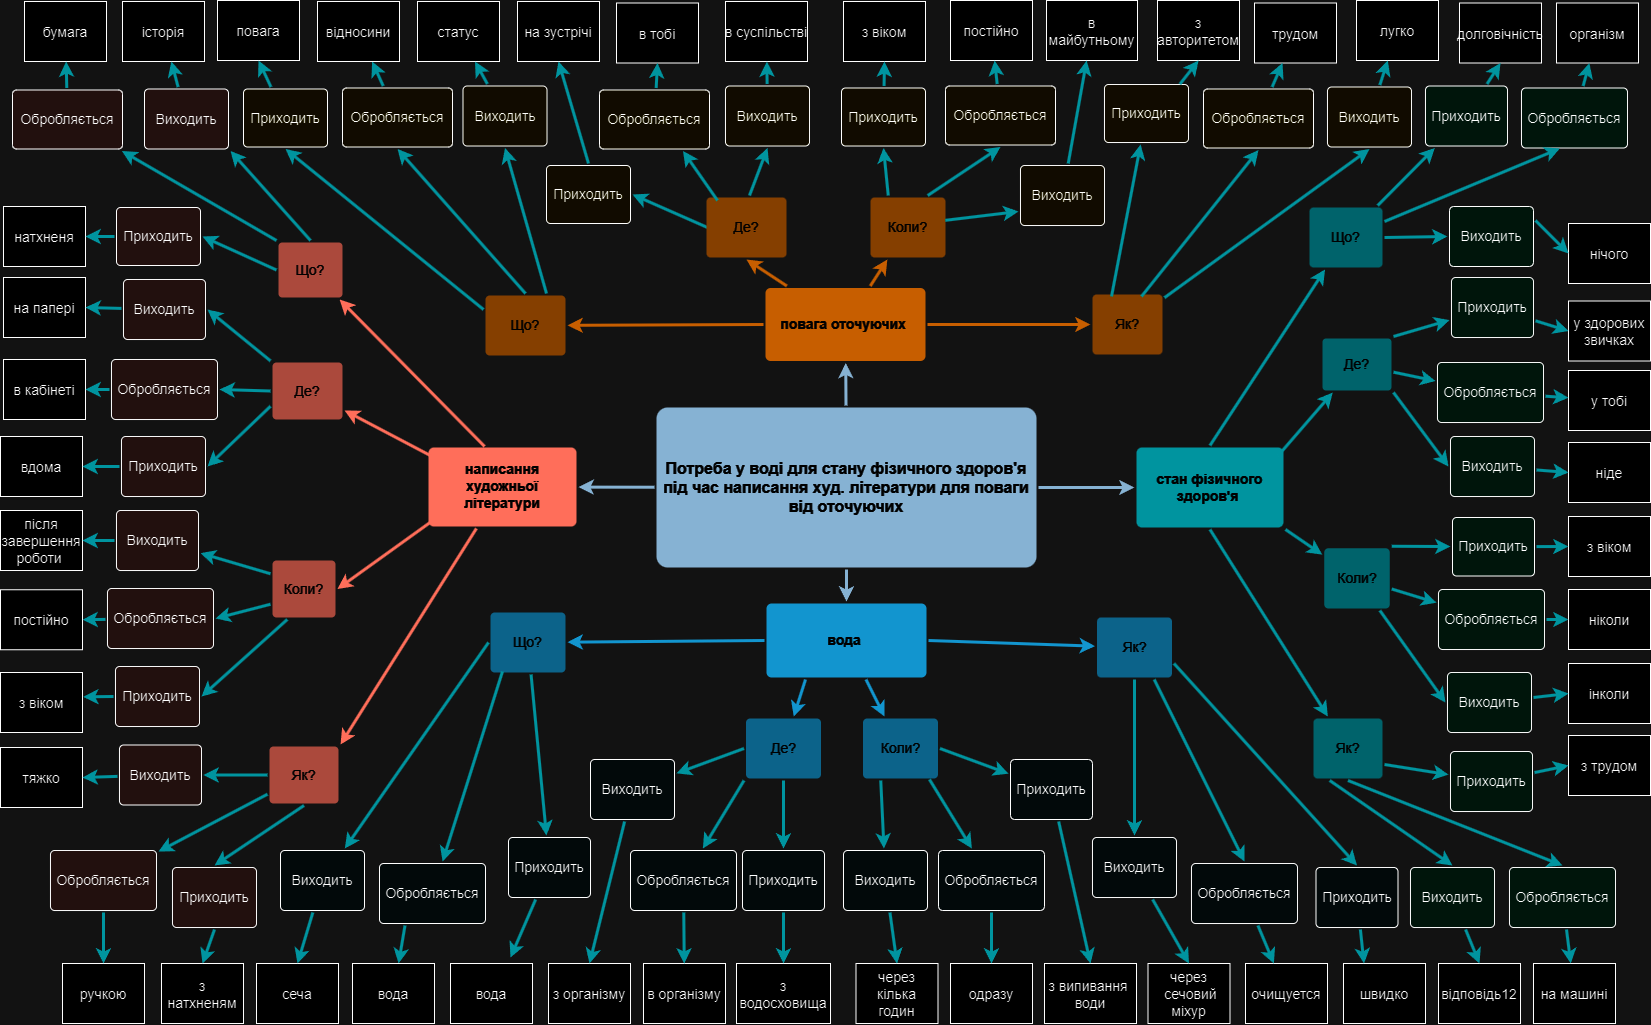 бумага
історія
повага
відносини
статус
на зустрічі
в тобі
в суспільстві
з віком
постійно
в
майбутньому
з
авторитетом
трудом
лугко
долговічність
організм
Обробляється
Виходить
Приходить
Обробляється
Виходить
Обробляється
Виходить
Приходить
Обробляється
Приходить
Обробляється
Виходить
Приходить
Обробляється
Приходить
Виходить
натхненя
Приходить
Що?
Де?
Коли?
Що?
Виходить
нічого
на папері
Виходить
Що?
повага оточуючих
Як?
Приходить
у здорових
звичках
Де?
в кабінеті
Обробляється
Де?
Обробляється
у тобі
вдома
Приходить
написання
художньої
літератури
Потреба у воді для стану фізичного здоров'я
під час написання худ. літератури для поваги
від оточуючих
стан фізичного
здоров'я
Виходить
ніде
після
завершення
роботи
Виходить
Коли?
Приходить
з віком
Коли?
постійно
Обробляється
Обробляється
ніколи
Що?
вода
Як?
з віком
Приходить
Виходить
інколи
тяжко
Виходить
Як?
Де?
Коли?
Як?
Приходить
з трудом
Виходить
Приходить
Обробляється
Приходить
Виходить
Обробляється
Приходить
Обробляється
Приходить
Виходить
Обробляється
Виходить
Обробляється
Приходить
Виходить
Обробляється
ручкою
з
натхненям
сеча
вода
вода
з організму
в організму
з
водосховища
через
кілька
годин
одразу
з випивання
води
через
сечовий
міхур
очищуется
швидко
відповідь12
на машині